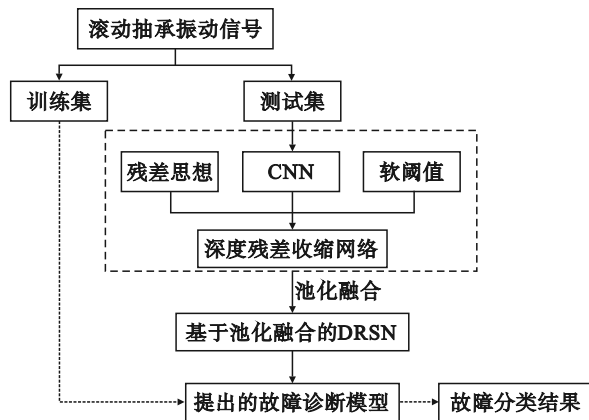 滚动抽承振动信号
训练集
测试集
残差思想
CNN
软阈值
深度残差收缩网络
池化融合
基于池化融合的DRSN
提出的故障诊断模型
故障分类结果